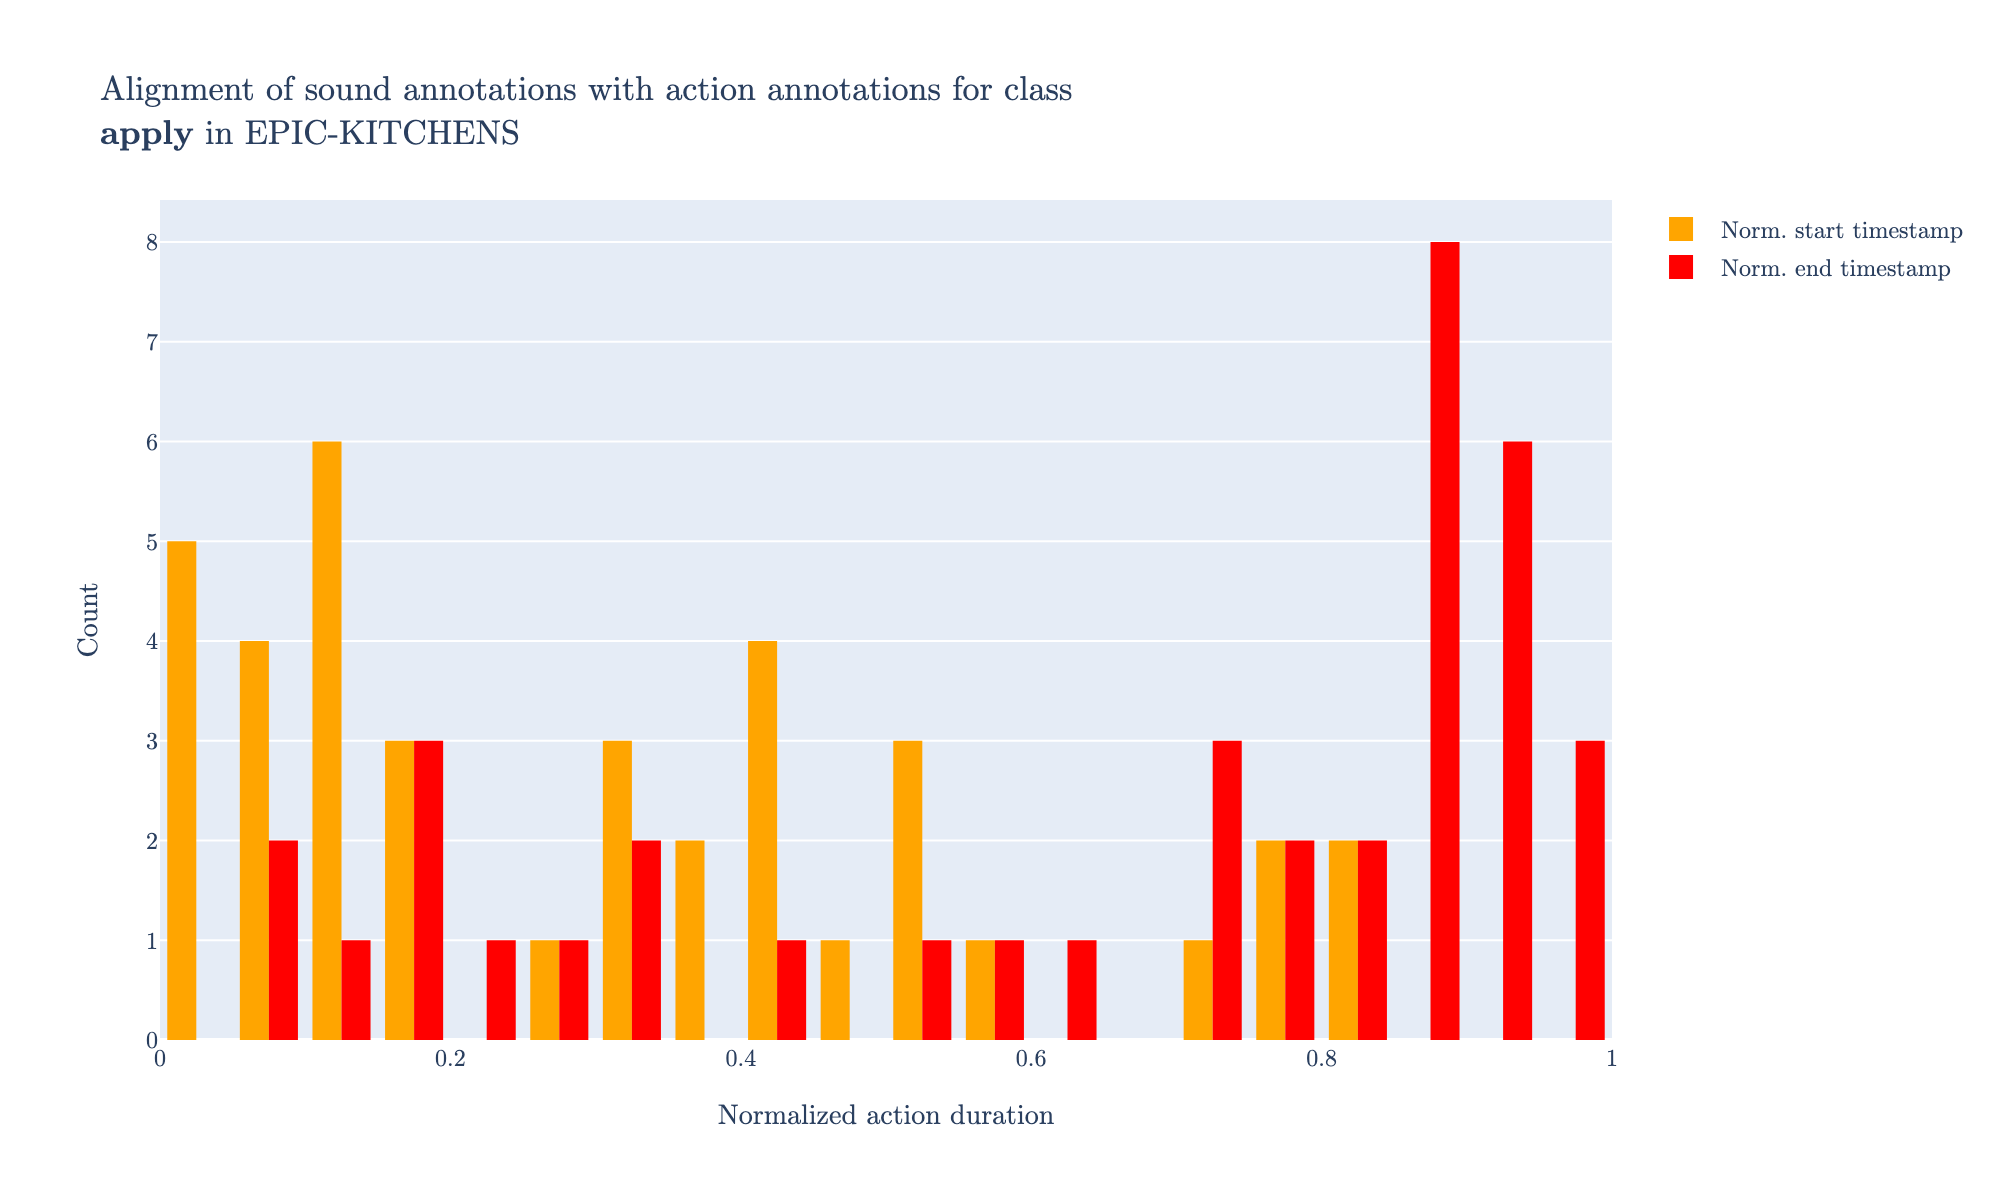 Alignment of sound annotations with action annotations for class
apply in EPIC-KITCHENS
Norm. start timestamp
Norm. end timestamp
8
7
6
5
4
3
2
1
0
Count
0 0.2 0.4 0.6 0.8 1
Normalized action duration